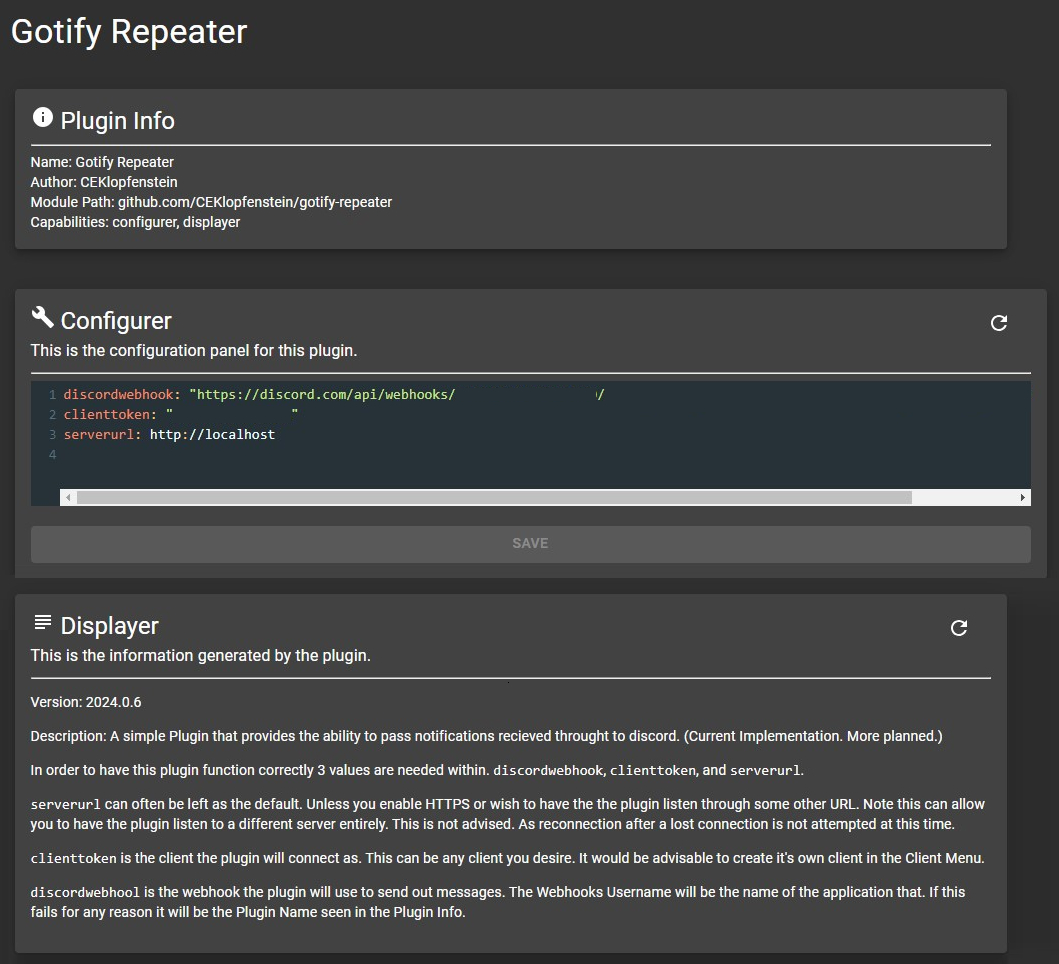 Gotify Repeater
Plugin Info
Name: Gotify Repeater
Author: CEKlopfenstein
Module Path: github.com/CEKlopfenstein/gotify-repeater
Capabilities: configurer, displayer
Configurer
This is the configuration panel for this plugin.
1 discordwebhook: "https://discord.com/api/webhooks/ /
2 clienttoken: " "
3 serverurl: http://localhost
4
SAVE
Displayer
This is the information generated by the plugin.
Version: 2024.0.6
Description: A simple Plugin that provides the ability to pass notifications recieved throught to discord. (Current Implementation. More planned.)
In order to have this plugin function correctly 3 values are needed within. discordwebhook, clienttoken, and serverurl.
serverurl can often be left as the default. Unless you enable HTTPS or wish to have the the plugin listen through some other URL. Note this can allow
you to have the plugin listen to a different server entirely. This is not advised. As reconnection after a lost connection is not attempted at this time.
clienttoken is the client the plugin will connect as. This can be any client you desire. It would be advisable to create it's own client in the Client Menu.
discordwebhool is the webhook the plugin will use to send out messages. The Webhooks Username will be the name of the application that. If this
fails for any reason it will be the Plugin Name seen in the Plugin Info.